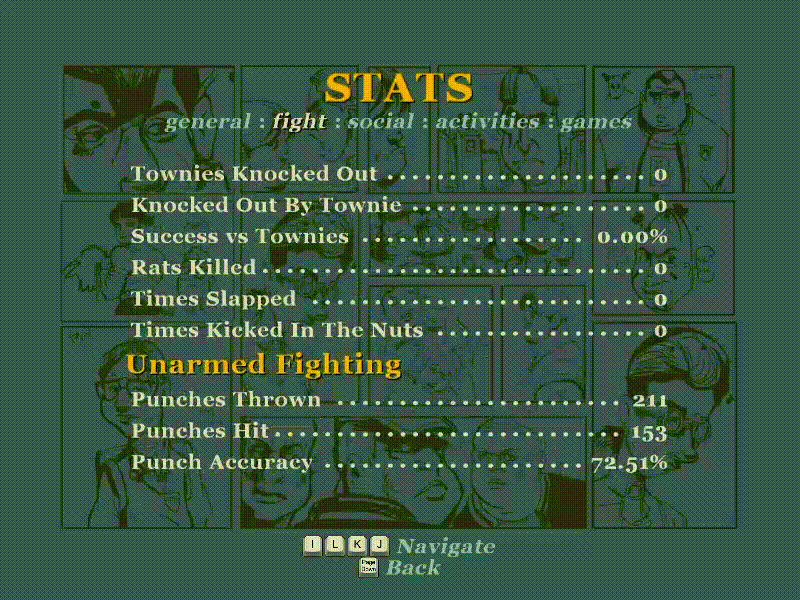 STATS
general : fight : social : activities : games
Townies Knocked Out ..................... 0
Knocked Out By Townie ................... 0
Success vs Townies .................. 0.00%
Rats Killed ............................... 0
Times Slapped ........................... 0
Times Kicked In The Nuts ................. 0
Unarmed Fighting
Punches Thrown ....................... 211
Punches Hit ............................ 153
Punch Accuracy ..................... 72.51%
I L K J Navigate
Page Down Back